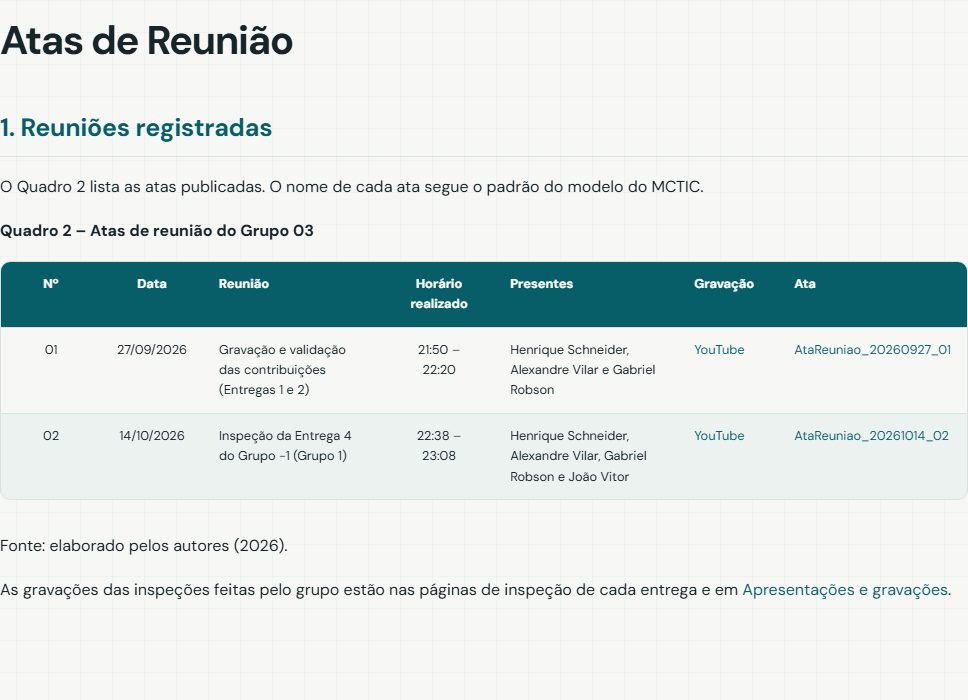 Atas de Reunião
1. Reuniões registradas
O Quadro 2 lista as atas publicadas. O nome de cada ata segue o padrão do modelo do MCTIC.
Quadro 2 – Atas de reunião do Grupo 03
Nº Data Reunião Horário realizado Presentes Gravação Ata
01 27/09/2026 Gravação e validação das contribuições (Entregas 1 e 2) 21:50 – 22:20 Henrique Schneider, Alexandre Vilar e Gabriel Robson YouTube AtaReuniao_20260927_01
02 14/10/2026 Inspeção da Entrega 4 do Grupo -1 (Grupo 1) 22:38 – 23:08 Henrique Schneider, Alexandre Vilar, Gabriel Robson e João Vitor YouTube AtaReuniao_20261014_02
Fonte: elaborado pelos autores (2026).
As gravações das inspeções feitas pelo grupo estão nas páginas de inspeção de cada entrega e em Apresentações e gravações.